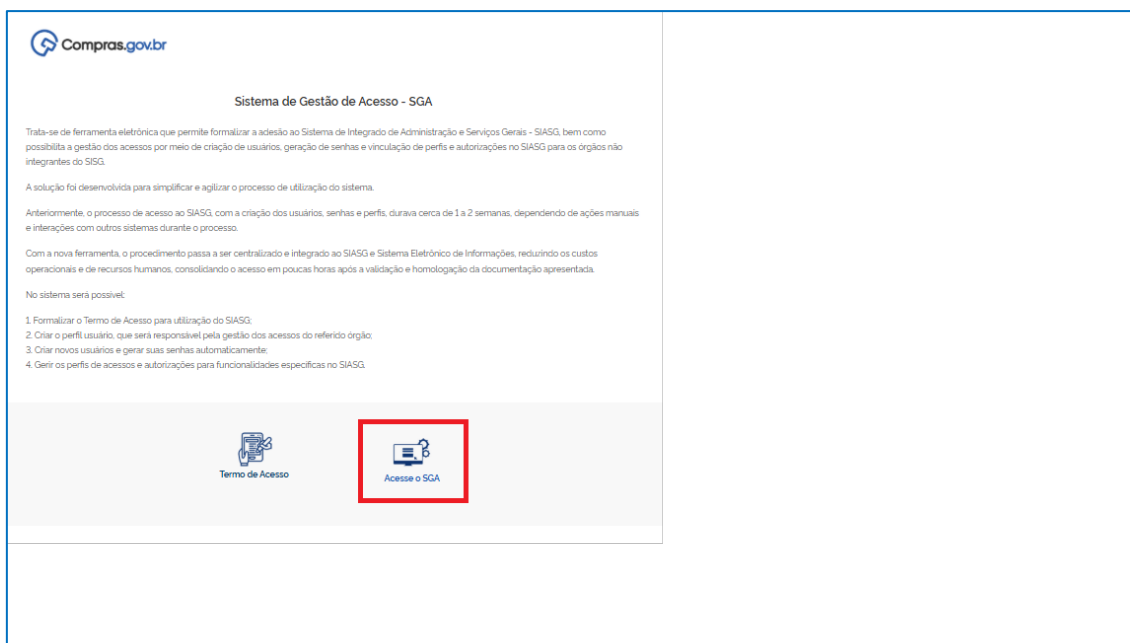 Compras.gov.br
Sistema de Gestão de Acesso - SGA
Trata-se de ferramenta eletrônica que permite formalizar a adesão ao Sistema de Integrado de Administração e Serviços Gerais - SIASG, bem como
possibilita a gestão dos acessos por meio de criação de usuários, geração de senhas e vinculação de perfis e autorizações no SIASG para os órgãos não
integrantes do SISG.
A solução foi desenvolvida para simplificar e agilizar o processo de utilização do sistema.
Anteriormente, o processo de acesso ao SIASG, com a criação dos usuários, senhas e perfis, durava cerca de 1 a 2 semanas, dependendo de ações manuais
e interações com outros sistemas durante o processo.
Com a nova ferramenta, o procedimento passa a ser centralizado e integrado ao SIASG e Sistema Eletrônico de Informações, reduzindo os custos
operacionais e de recursos humanos, consolidando o acesso em poucas horas após a validação e homologação da documentação apresentada.
No sistema será possível:
1. Formalizar o Termo de Acesso para utilização do SIASG;
2. Criar o perfil usuário, que será responsável pela gestão dos acessos do referido órgão;
3. Criar novos usuários e gerar suas senhas automaticamente;
4. Gerir os perfis de acessos e autorizações para funcionalidades específicas no SIASG.
Termo de Acesso
Acesse o SGA